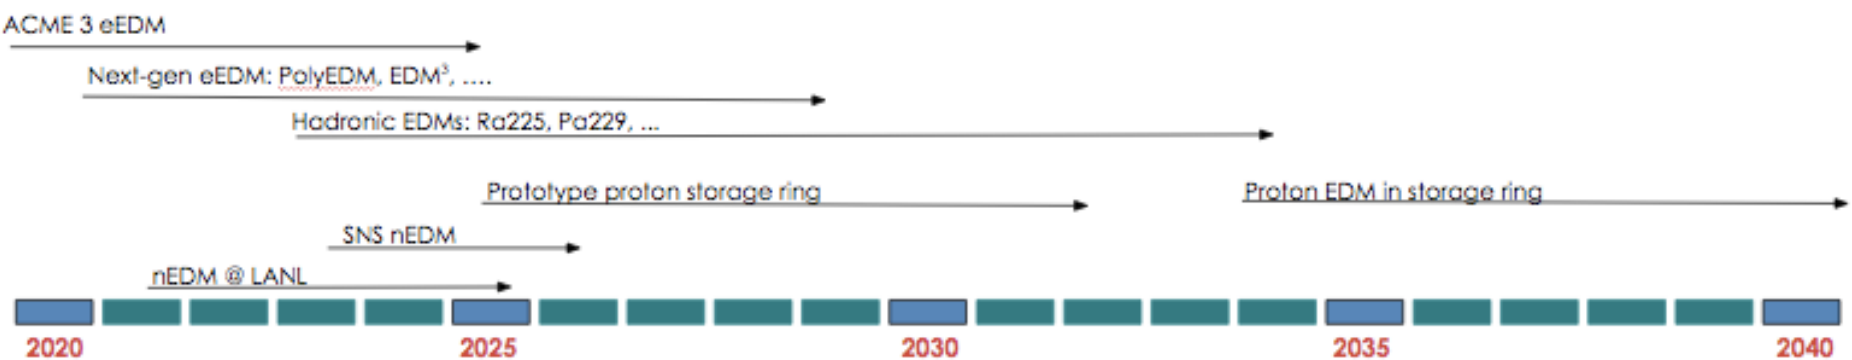 ACME 3 eEDM
Next-gen eEDM: PolyEDM, EDM³, ....
Hadronic EDMs: Ra225, Pa229, ...
Prototype proton storage ring
Proton EDM in storage ring
SNS nEDM
nEDM @ LANL
2020
2025
2030
2035
2040